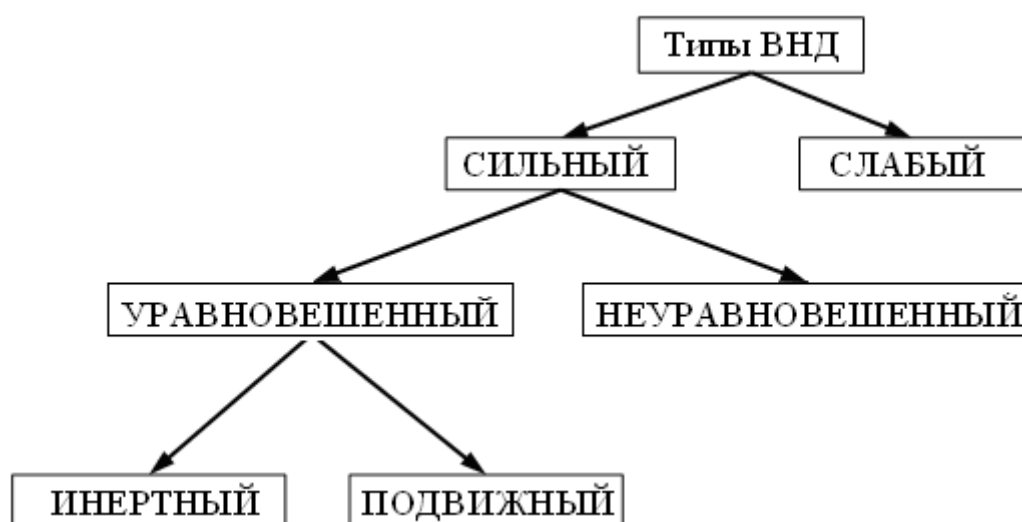 Типы ВНД
СИЛЬНЫЙ
СЛАБЫЙ
УРАВНОВЕШЕННЫЙ
НЕУРАВНОВЕШЕННЫЙ
ИНЕРТНЫЙ
ПОДВИЖНЫЙ